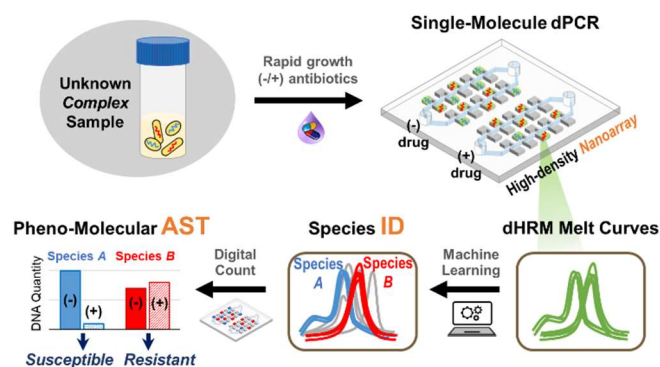 Single-Molecule dPCR
Unknown
Complex
Sample
Rapid growth
(-/+) antibiotics
(-)
drug
(+)
drug
High-density Nanoarray
Pheno-Molecular AST
Species ID
dHRM Melt Curves
Species A Species B
DNA Quantity
(-)
(+)
(-)
(+)
Susceptible Resistant
Digital
Count
Species
A
Species
B
Machine
Learning